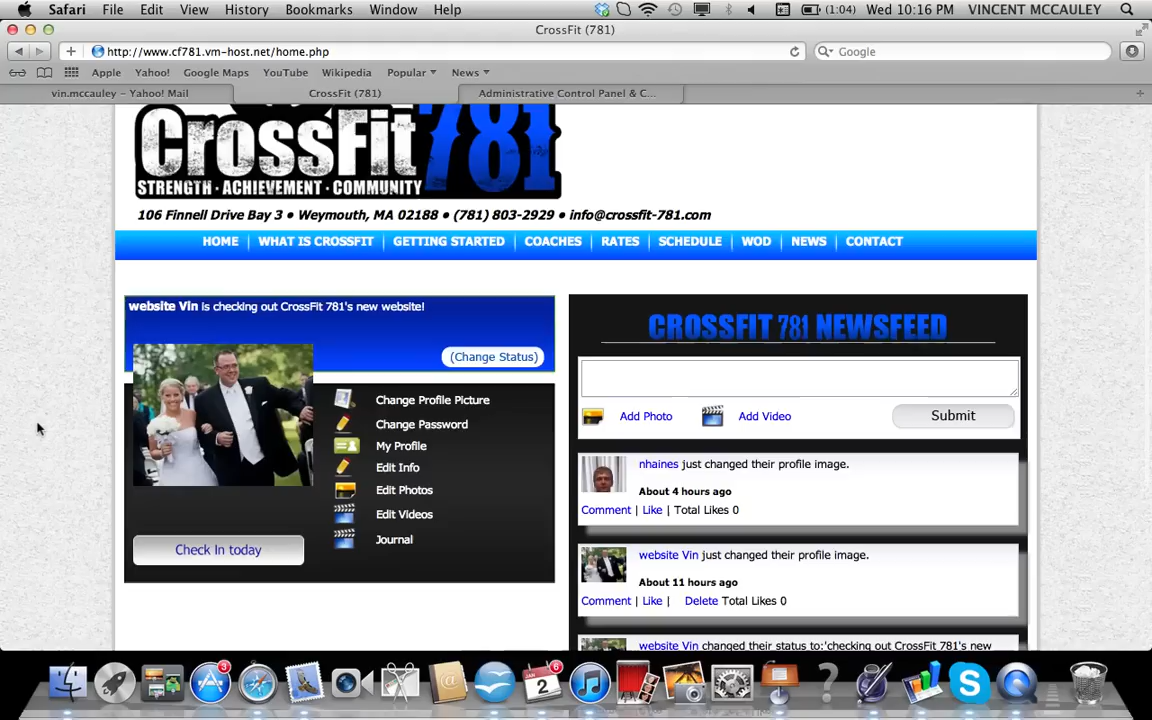 Safari File Edit View History Bookmarks Window Help (1:04) Wed 10:16 PM VINCENT MCCAULEY
CrossFit (781)
http://www.cf781.vm-host.net/home.php
Google
Apple Yahoo! Google Maps YouTube Wikipedia Popular News
vin.mccauley – Yahoo! Mail CrossFit (781) Administrative Control Panel & C...
CrossFit 781
STRENGTH · ACHIEVEMENT · COMMUNITY
106 Finnell Drive Bay 3 • Weymouth, MA 02188 • (781) 803-2929 • info@crossfit-781.com
HOME WHAT IS CROSSFIT GETTING STARTED COACHES RATES SCHEDULE WOD NEWS CONTACT
website Vin is checking out CrossFit 781's new website!
(Change Status)
Change Profile Picture
Change Password
My Profile
Edit Info
Edit Photos
Edit Videos
Journal
Check In today
CROSSFIT 781 NEWSFEED
Add Photo Add Video Submit
nhaines just changed their profile image.
About 4 hours ago
Comment | Like | Total Likes 0
website Vin just changed their profile image.
About 11 hours ago
Comment | Like | Delete Total Likes 0
website Vin changed their status to:'checking out CrossFit 781's new
3
JAN
2
6